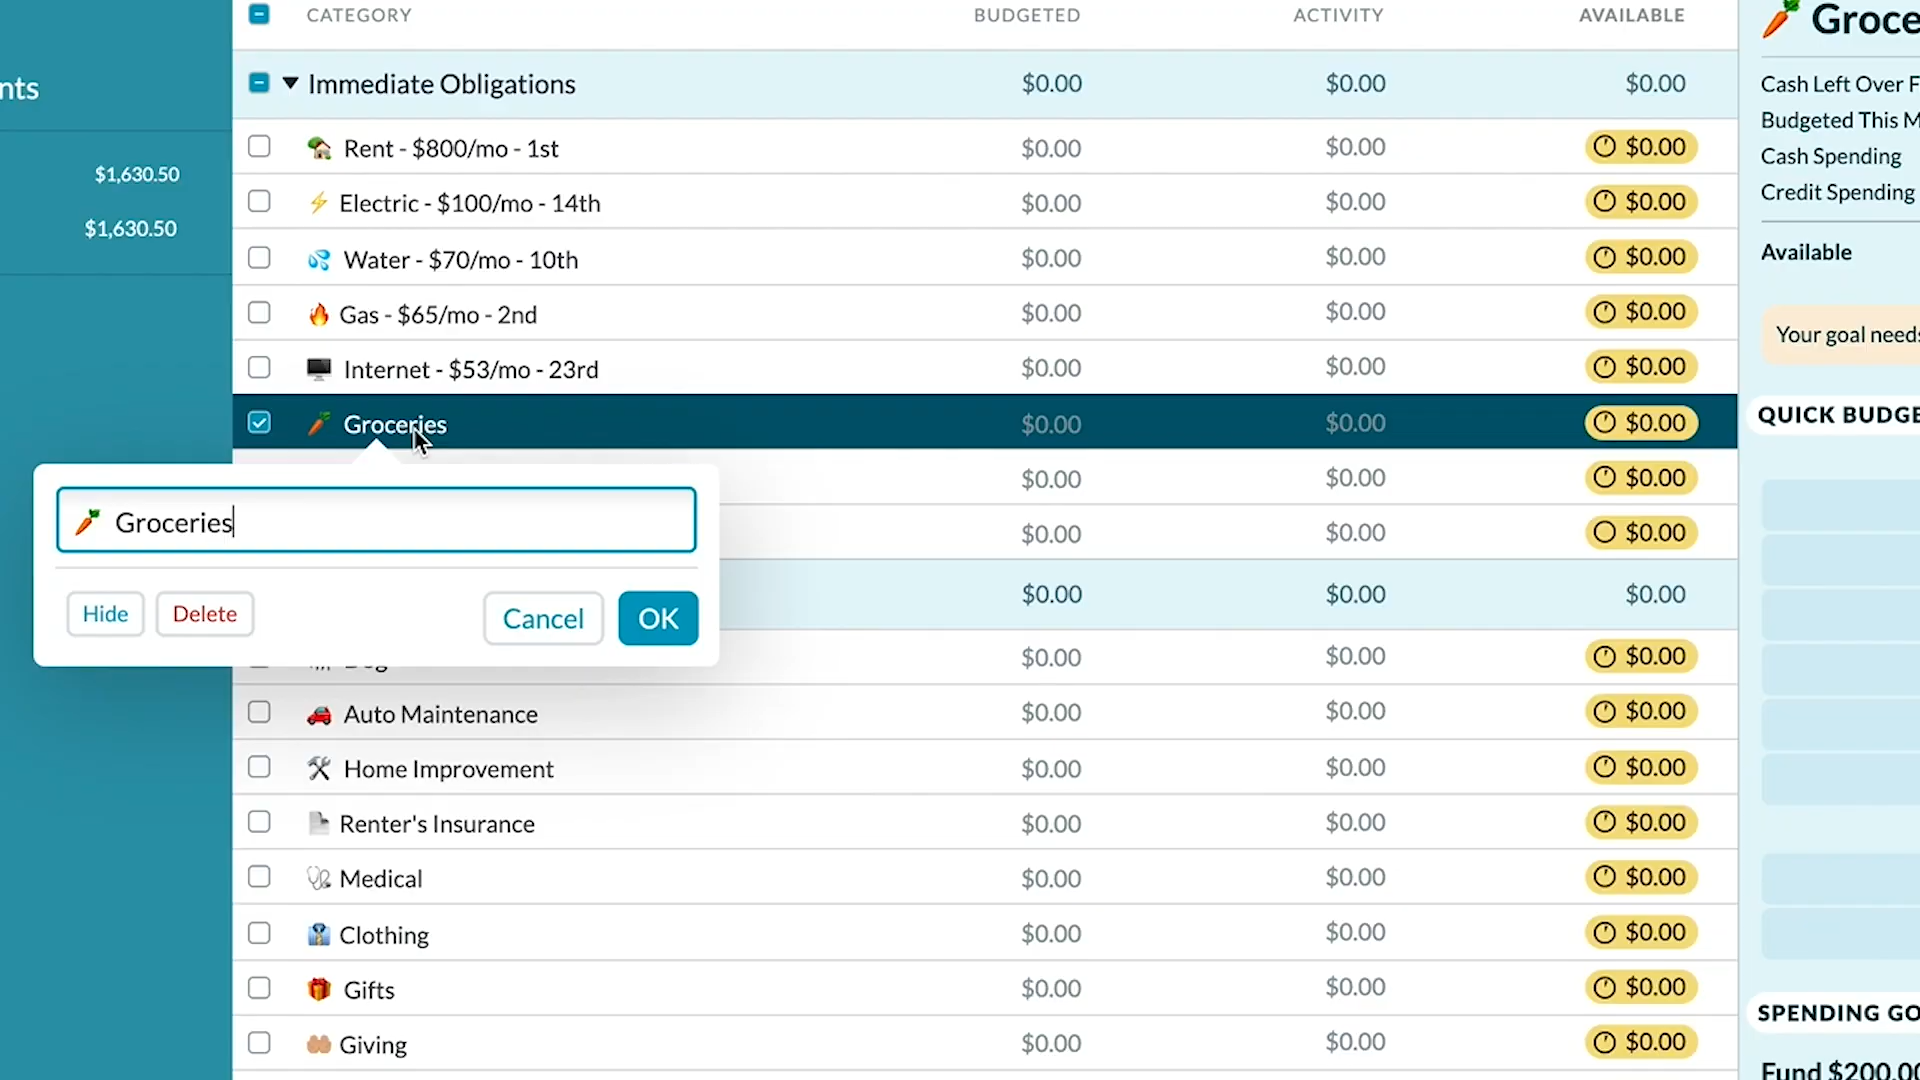 nts
$1,630.50
$1,630.50
CATEGORY BUDGETED ACTIVITY AVAILABLE
Immediate Obligations $0.00 $0.00 $0.00
Rent - $800/mo - 1st $0.00 $0.00 $0.00
Electric - $100/mo - 14th $0.00 $0.00 $0.00
Water - $70/mo - 10th $0.00 $0.00 $0.00
Gas - $65/mo - 2nd $0.00 $0.00 $0.00
Internet - $53/mo - 23rd $0.00 $0.00 $0.00
🥕 Groceries $0.00 $0.00 $0.00
$0.00 $0.00 $0.00
$0.00 $0.00 $0.00
$0.00 $0.00 $0.00
$0.00 $0.00 $0.00
Auto Maintenance $0.00 $0.00 $0.00
Home Improvement $0.00 $0.00 $0.00
Renter's Insurance $0.00 $0.00 $0.00
Medical $0.00 $0.00 $0.00
Clothing $0.00 $0.00 $0.00
Gifts $0.00 $0.00 $0.00
Giving $0.00 $0.00 $0.00
🥕 Groceries
Hide Delete Cancel OK
🥕 Groce
Cash Left Over F
Budgeted This M
Cash Spending
Credit Spending
Available
Your goal needs
QUICK BUDGE
SPENDING GO
Fund $200.00